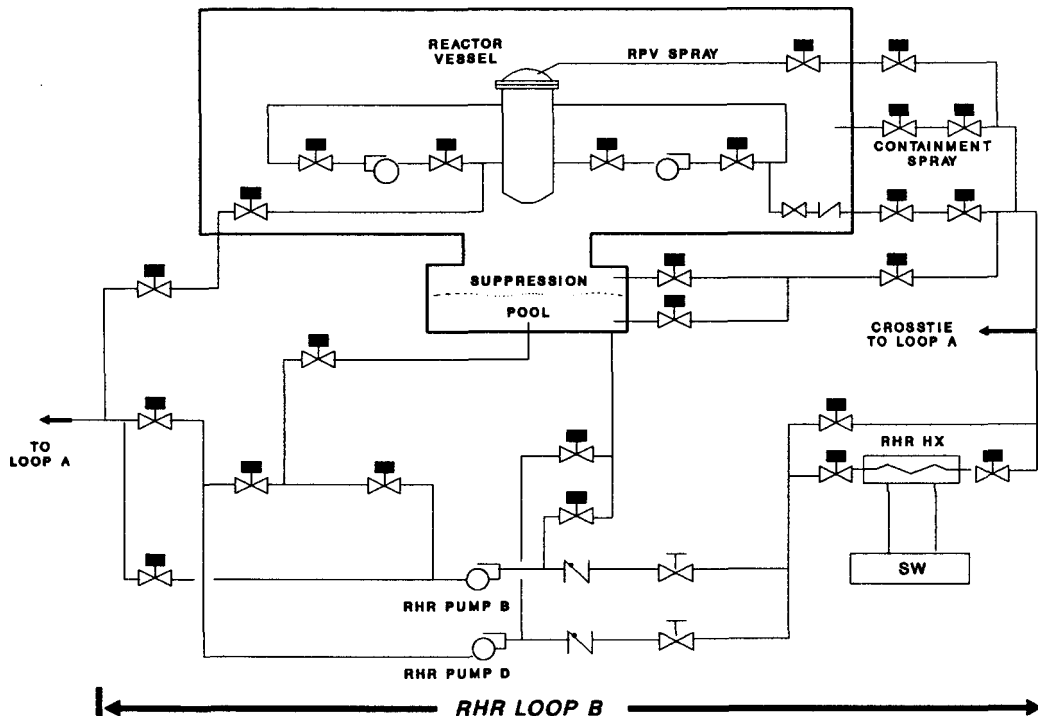 REACTOR
VESSEL
RPV SPRAY
CONTAINMENT
SPRAY
SUPPRESSION
POOL
CROSSTIE
TO LOOP A
TO
LOOP A
RHR HX
SW
RHR PUMP B
RHR PUMP D
RHR LOOP B